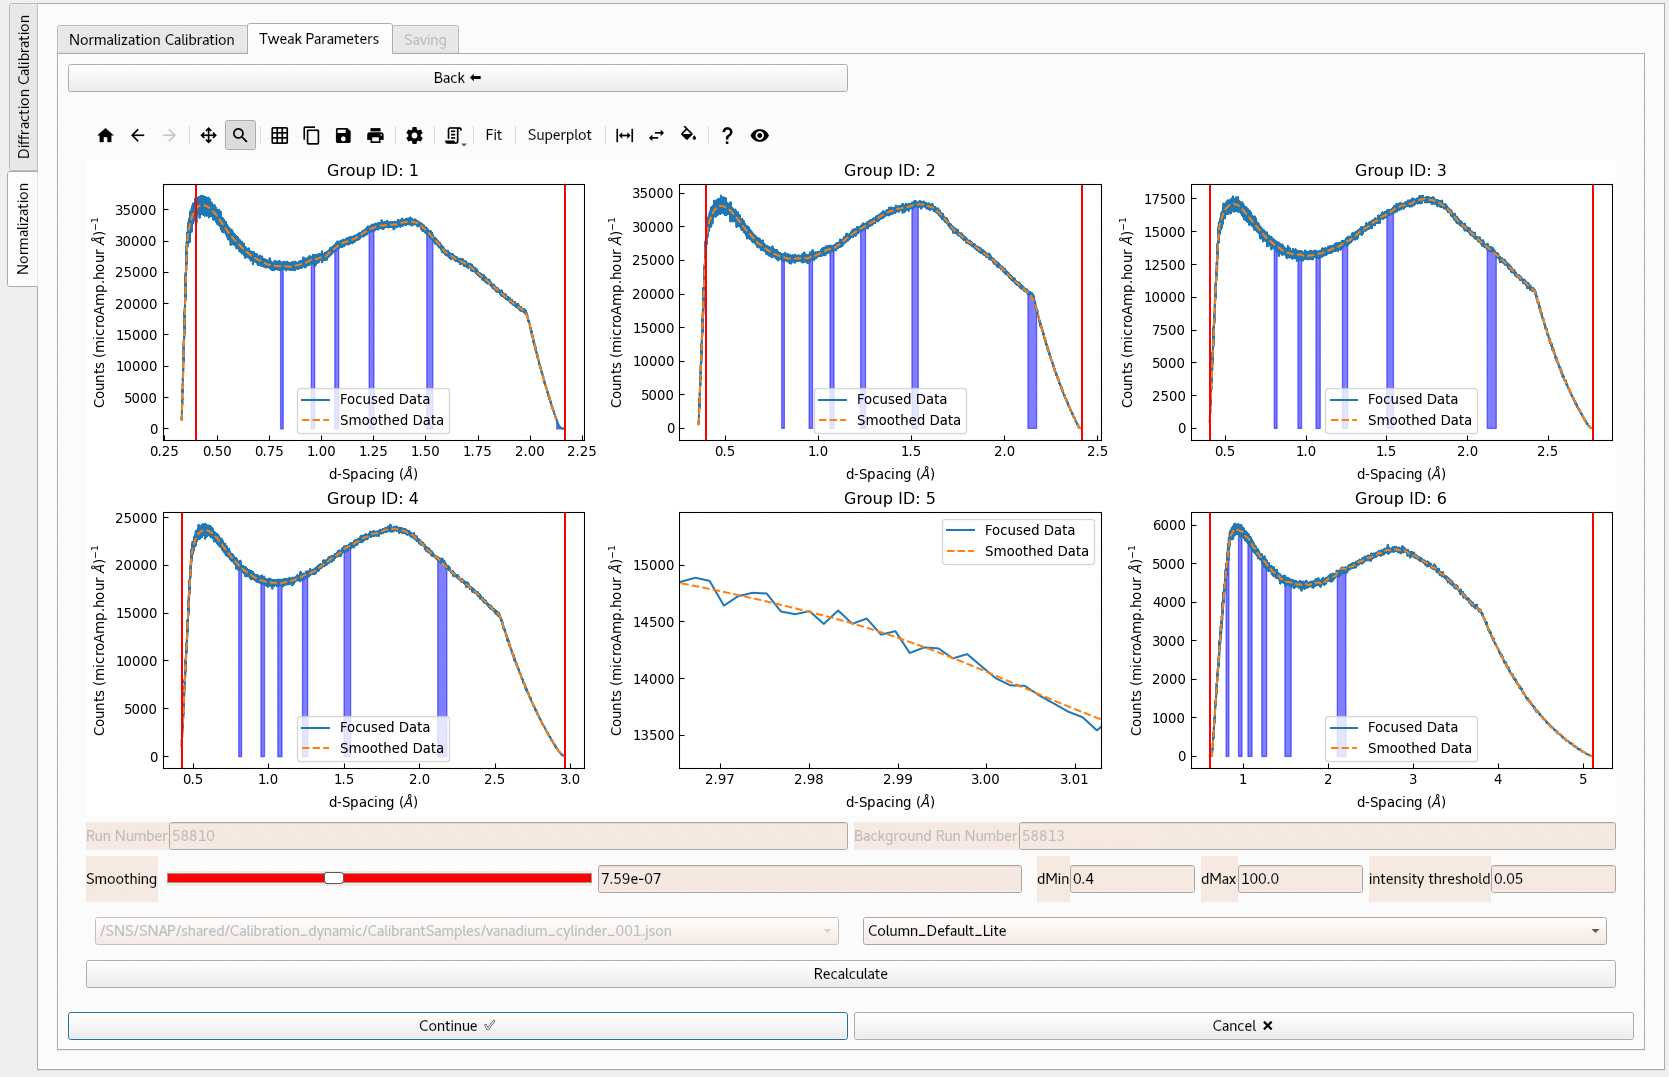 Diffraction Calibration
Normalization
Normalization Calibration
Tweak Parameters
Saving
Back
Fit
Superplot
Group ID: 1
Counts (microAmp.hour Å)⁻¹
35000
30000
25000
20000
15000
10000
5000
0
0.25 0.50 0.75 1.00 1.25 1.50 1.75 2.00 2.25
d-Spacing (Å)
Focused Data
Smoothed Data
Group ID: 2
Counts (microAmp.hour Å)⁻¹
35000
30000
25000
20000
15000
10000
5000
0
0.5 1.0 1.5 2.0 2.5
d-Spacing (Å)
Focused Data
Smoothed Data
Group ID: 3
Counts (microAmp.hour Å)⁻¹
17500
15000
12500
10000
7500
5000
2500
0
0.5 1.0 1.5 2.0 2.5
d-Spacing (Å)
Focused Data
Smoothed Data
Group ID: 4
Counts (microAmp.hour Å)⁻¹
25000
20000
15000
10000
5000
0
0.5 1.0 1.5 2.0 2.5 3.0
d-Spacing (Å)
Focused Data
Smoothed Data
Group ID: 5
Counts (microAmp.hour Å)⁻¹
15000
14500
14000
13500
2.97 2.98 2.99 3.00 3.01
d-Spacing (Å)
Focused Data
Smoothed Data
Group ID: 6
Counts (microAmp.hour Å)⁻¹
6000
5000
4000
3000
2000
1000
0
1 2 3 4 5
d-Spacing (Å)
Focused Data
Smoothed Data
Run Number 58810
Background Run Number 58813
Smoothing 7.59e-07
dMin 0.4
dMax 100.0
intensity threshold 0.05
/SNS/SNAP/shared/Calibration_dynamic/CalibrantSamples/vanadium_cylinder_001.json
Column_Default_Lite
Recalculate
Continue
Cancel